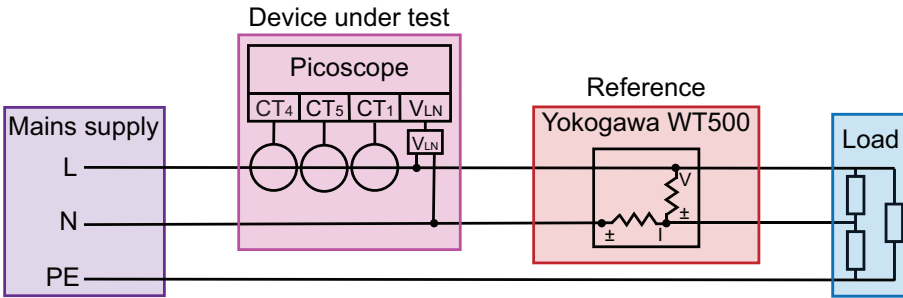 Device under test
Picoscope
CT4 CT5 CT1 VLN
VLN
Mains supply
L
N
PE
Reference
Yokogawa WT500
V
±
± I
Load